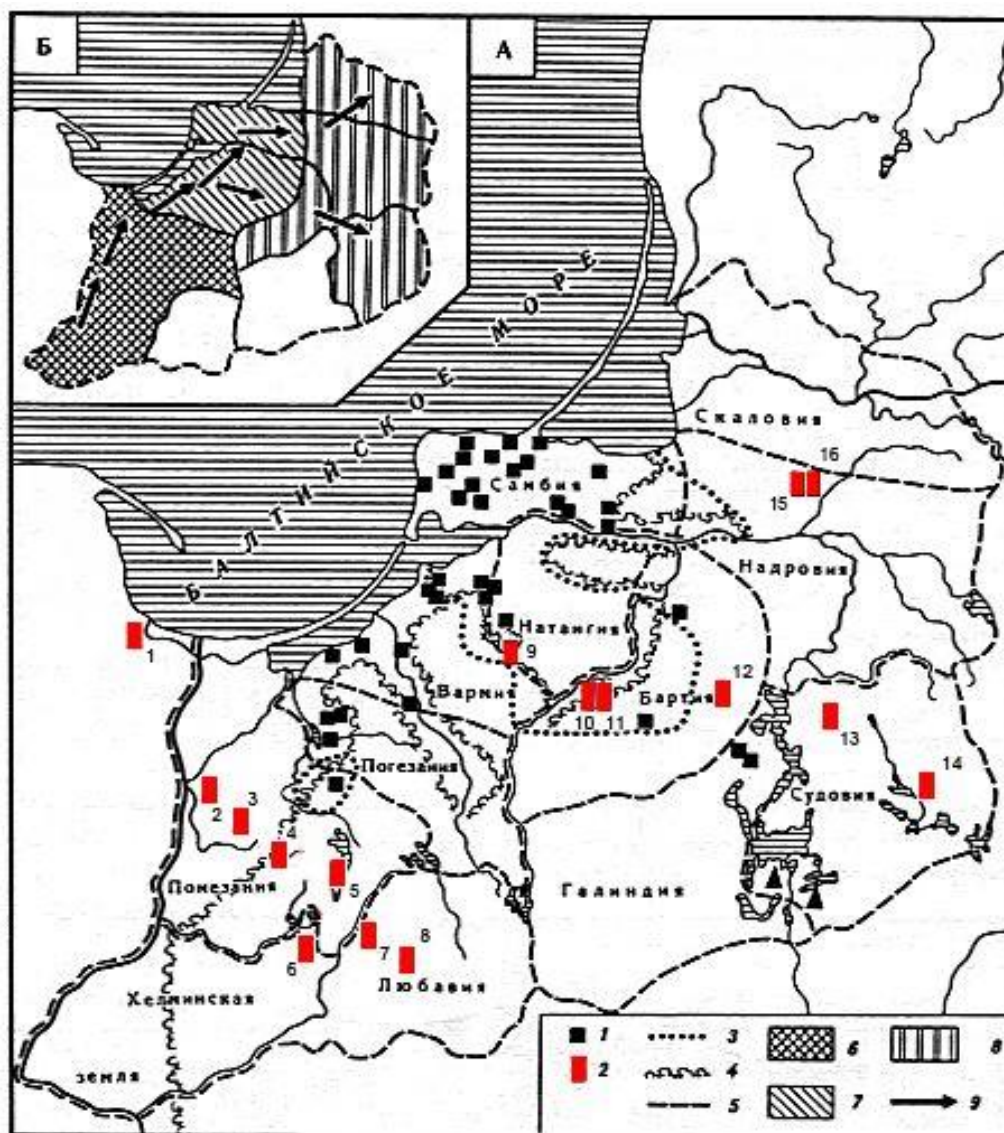 Б
А
БАЛТИЙСКОЕ МОРЕ
Скаловия
16
15
Самбия
Надровия
Натангия
1
9
Вармия
12
Бартия
10 11
13
Погезания
14
2
3
Судовия
4
5
Помезания
Галиндия
8
7
6
Любавия
Хелминская
земля
1 3 6 8
2 4
5 7 9